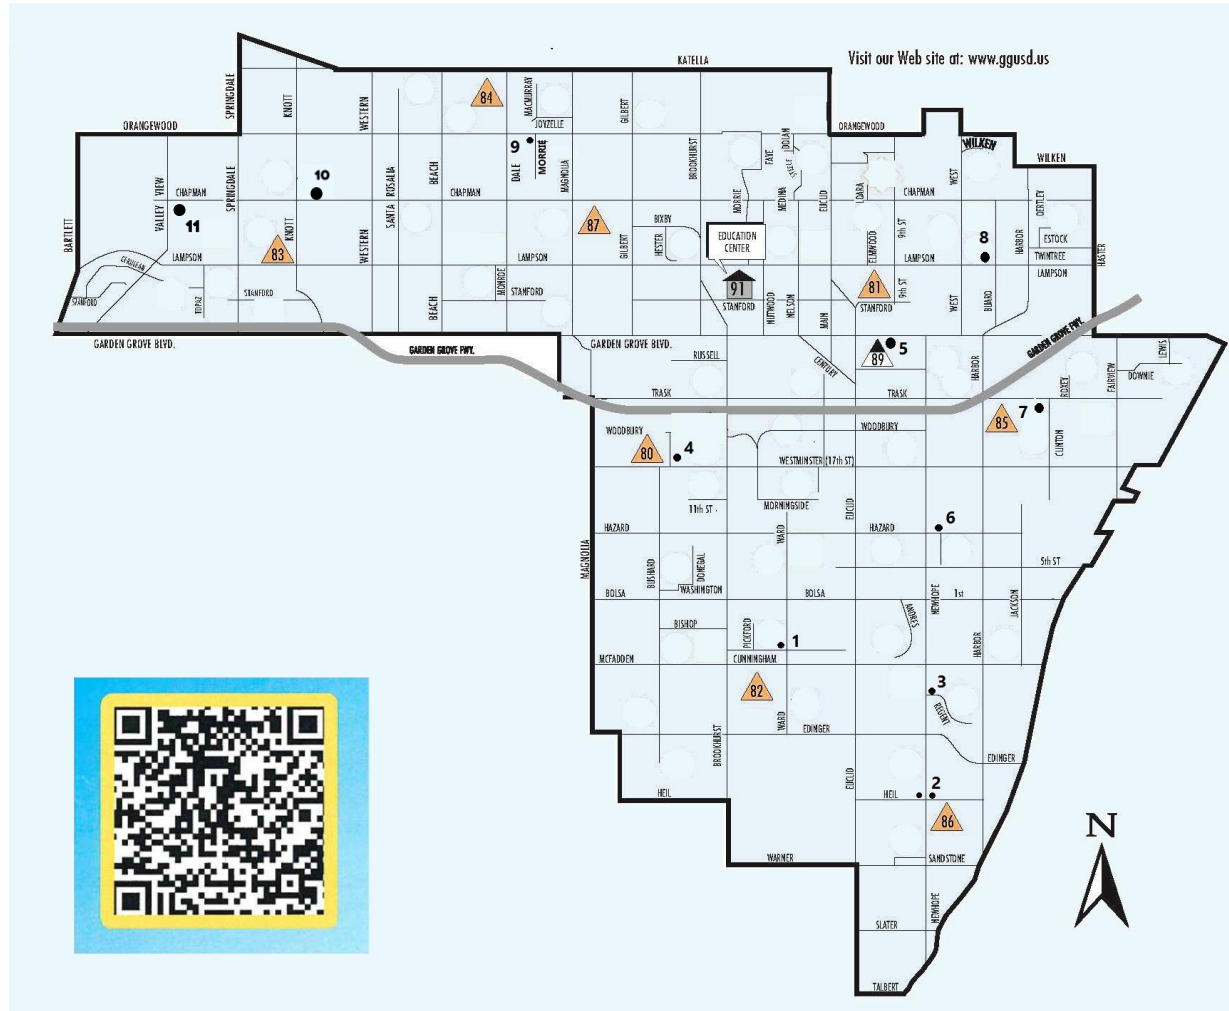 Visit our Web site at: www.ggusd.us
KATELLA
ORANGEWOOD
SPRINGDALE
KNOTT
WESTERN
84
MACMURRAY
JOYZELLE
GILBERT
ORANGEWOOD
9
DALE
MORRIE
MAGNOLIA
BROOKHURST
FAYE
DOLAN
WILKEN
WILKEN
10
VALLEY VIEW
CHAPMAN
SPRINGDALE
SANTA ROSALIA
BEACH
CHAPMAN
MORRIE
MEDINA
EUCLID
LOARA
CHAPMAN
WEST
OERTLEY
11
BARTLETT
KNOTT
83
WESTERN
87
BIXBY
HESTER
GILBERT
EDUCATION
CENTER
ELMWOOD
9th ST
8
HARBOR
ESTOCK
TWINTREE
HASTER
CERULEAN
LAMPSON
LAMPSON
LAMPSON
LAMPSON
STANFORD
TOPAZ
STANFORD
BEACH
MONROE
STANFORD
91
STANFORD
NUTWOOD
NELSON
MAIN
81
STANFORD
9th ST
WEST
BUARO
GARDEN GROVE BLVD.
GARDEN GROVE FWY.
GARDEN GROVE BLVD.
RUSSELL
CENTURY
89
5
HARBOR
GARDEN GROVE FWY.
ROXEY
FAIRVIEW
LEWIS
DOWNIE
TRASK
TRASK
WOODBURY
80
4
WOODBURY
85
7
CLINTON
WESTMINSTER (17th ST)
11th ST
MORNINGSIDE
EUCLID
HAZARD
WARD
HAZARD
6
MAGNOLIA
BUSHARD
DONEGAL
WASHINGTON
5th ST
BOLSA
BOLSA
NEWHOPE
1st
JACKSON
ANDRES
BISHOP
PICKFORD
1
HARBOR
MCFADDEN
CUNNINGHAM
82
3
REGENT
BROOKHURST
WARD
EDINGER
EDINGER
EUCLID
HEIL
HEIL
2
86
WARNER
SANDSTONE
NEWHOPE
SLATER
TALBERT
N